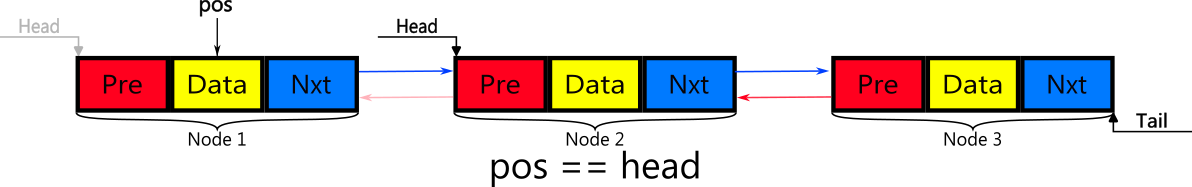 pos
Head
Head
Pre Data Nxt
Pre Data Nxt
Pre Data Nxt
Tail
Node 1
Node 2
Node 3
pos == head